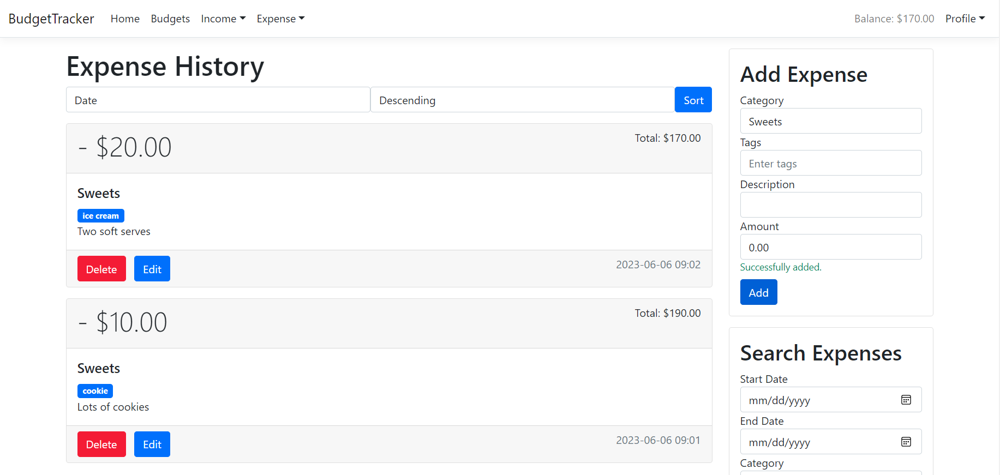 BudgetTracker Home Budgets Income Expense Balance: $170.00 Profile
Expense History
Date Descending Sort
- $20.00 Total: $170.00
Sweets
ice cream
Two soft serves
Delete Edit 2023-06-06 09:02
- $10.00 Total: $190.00
Sweets
cookie
Lots of cookies
Delete Edit 2023-06-06 09:01
Add Expense
Category
Sweets
Tags
Enter tags
Description
Amount
0.00
Successfully added.
Add
Search Expenses
Start Date
mm/dd/yyyy
End Date
mm/dd/yyyy
Category